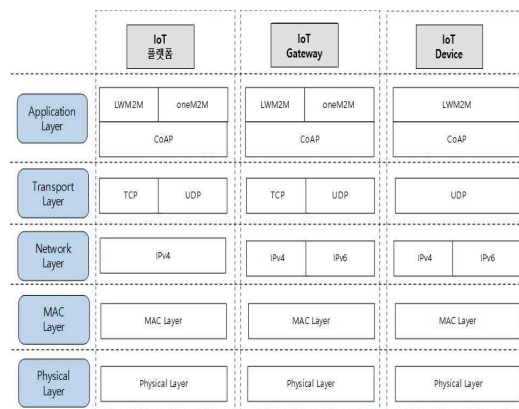 IoT
플랫폼
IoT
Gateway
IoT
Device
Application
Layer
LWM2M oneM2M
LWM2M oneM2M
LWM2M
CoAP
CoAP
CoAP
Transport
Layer
TCP UDP
TCP UDP
UDP
Network
Layer
IPv4
IPv4 IPv6
IPv4 IPv6
MAC
Layer
MAC Layer
MAC Layer
MAC Layer
Physical
Layer
Physical Layer
Physical Layer
Physical Layer